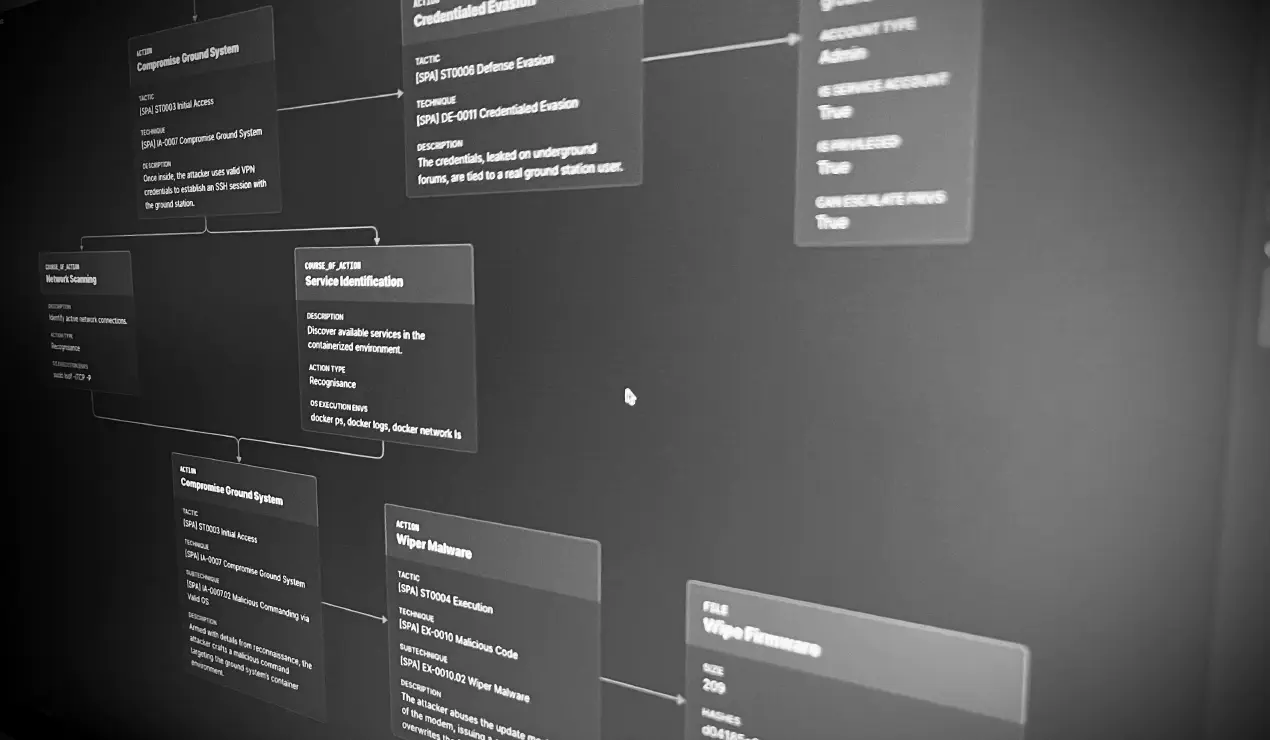 ACTION
Compromise Ground System
TACTIC
[SPA] ST0003 Initial Access
TECHNIQUE
[SPA] IA-0007 Compromise Ground System
DESCRIPTION
Once inside, the attacker uses valid VPN
credentials to establish an SSH session with
the ground station.
ACTION
Credentialed Evasion
TACTIC
[SPA] ST0006 Defense Evasion
TECHNIQUE
[SPA] DE-0011 Credentialed Evasion
DESCRIPTION
The credentials, leaked on underground
forums, are tied to a real ground station user.
ACCOUNT TYPE
Admin
IS SERVICE ACCOUNT
True
IS PRIVILEGED
True
CAN ESCALATE PRIVS
True
COURSE_OF_ACTION
Network Scanning
DESCRIPTION
Identify active network connections.
ACTION TYPE
Recognisance
OS EXECUTION ENVS
sudo lsof -iTCP -P
COURSE_OF_ACTION
Service Identification
DESCRIPTION
Discover available services in the
containerized environment.
ACTION TYPE
Recognisance
OS EXECUTION ENVS
docker ps, docker logs, docker network ls
ACTION
Compromise Ground System
TACTIC
[SPA] ST0003 Initial Access
TECHNIQUE
[SPA] IA-0007 Compromise Ground System
SUBTECHNIQUE
[SPA] IA-0007.02 Malicious Commanding via
Valid GS
DESCRIPTION
Armed with details from reconnaissance, the
attacker crafts a malicious command
targeting the ground system's container
environment.
ACTION
Wiper Malware
TACTIC
[SPA] ST0004 Execution
TECHNIQUE
[SPA] EX-0010 Malicious Code
SUBTECHNIQUE
[SPA] EX-0010.02 Wiper Malware
DESCRIPTION
The attacker abuses the update
of the modem, issuing a
overwrites the
FILE
Wipe Firmware
SIZE
209
HASHES